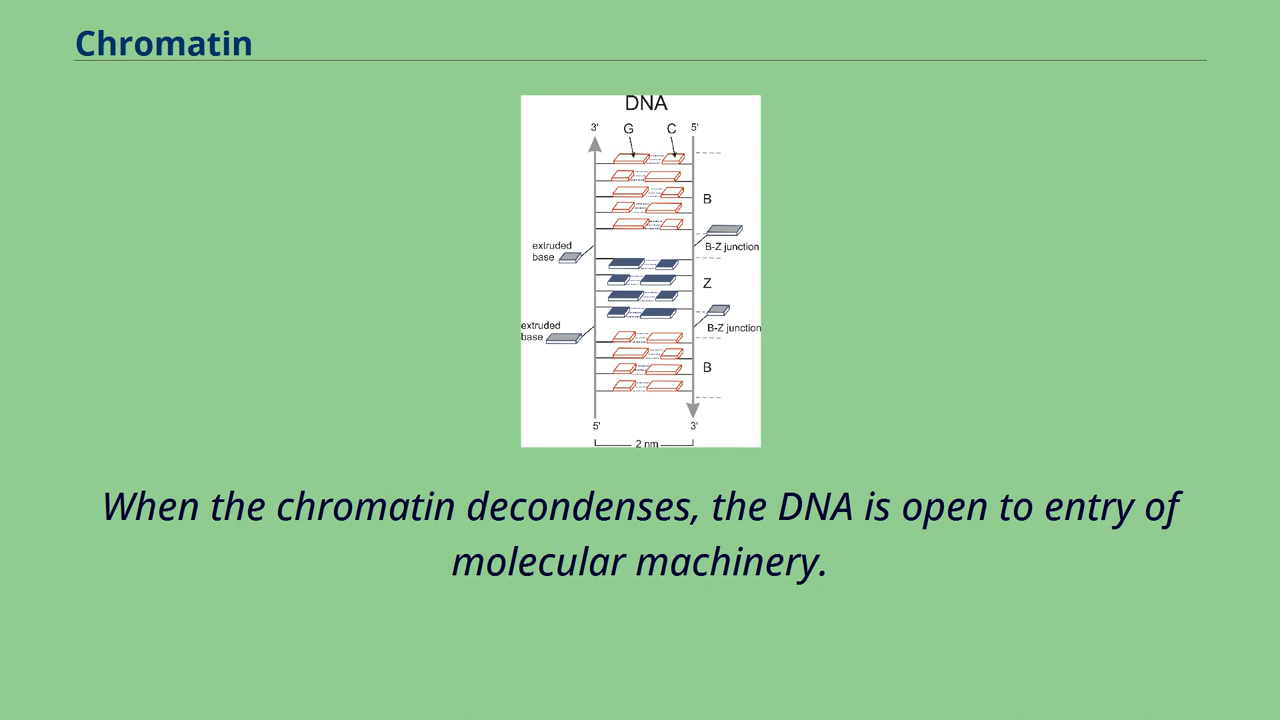 Chromatin
DNA
3' G C 5'
B
extruded
base
B-Z junction
Z
extruded
base
B-Z junction
B
5' 3'
2 nm
When the chromatin decondenses, the DNA is open to entry of
molecular machinery.